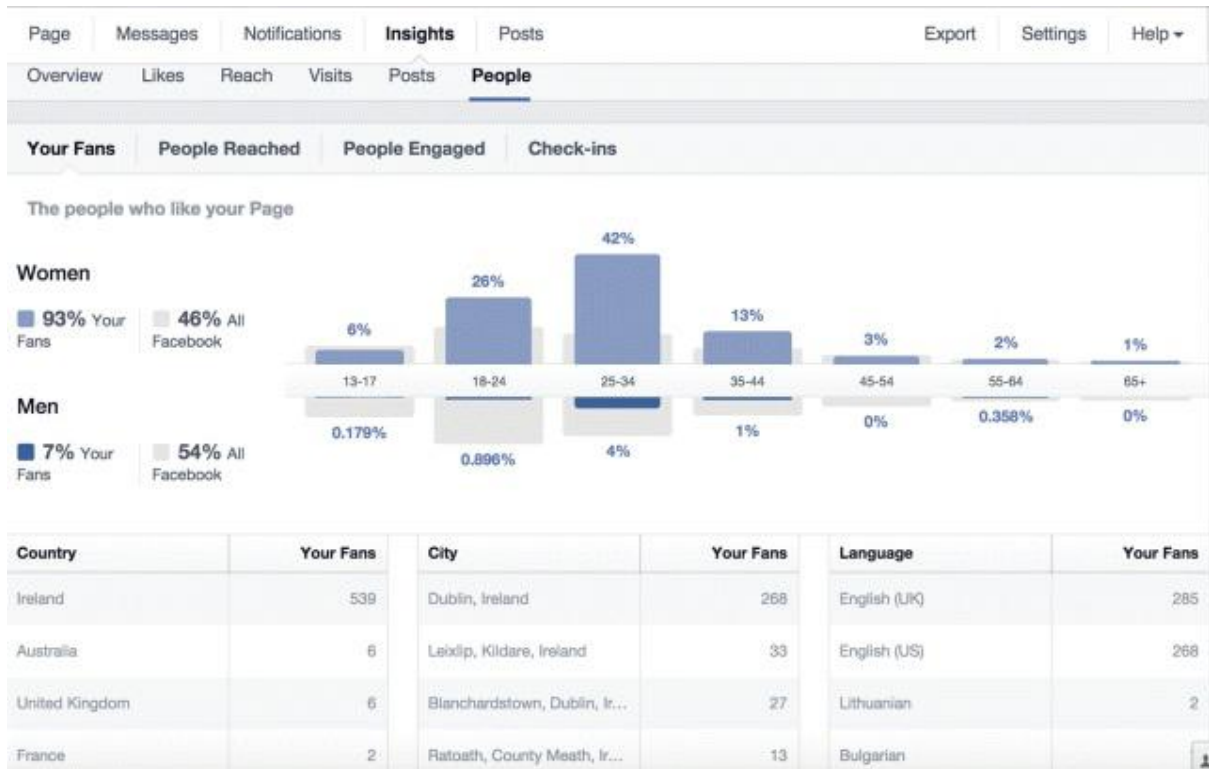 Page Messages Notifications Insights Posts Export Settings Help
Overview Likes Reach Visits Posts People
Your Fans People Reached People Engaged Check-ins
The people who like your Page
Women
93% Your Fans
46% All Facebook
6% 26% 42% 13% 3% 2% 1%
13-17 18-24 25-34 35-44 45-54 55-64 65+
Men
7% Your Fans
54% All Facebook
0.179% 0.896% 4% 1% 0% 0.358% 0%
Country Your Fans City Your Fans Language Your Fans
Ireland 539 Dublin, Ireland 268 English (UK) 285
Australia 6 Leixlip, Kildare, Ireland 33 English (US) 268
United Kingdom 6 Blanchardstown, Dublin, Ir... 27 Lithuanian 2
France 2 Ratoath, County Meath, Ir... 13 Bulgarian